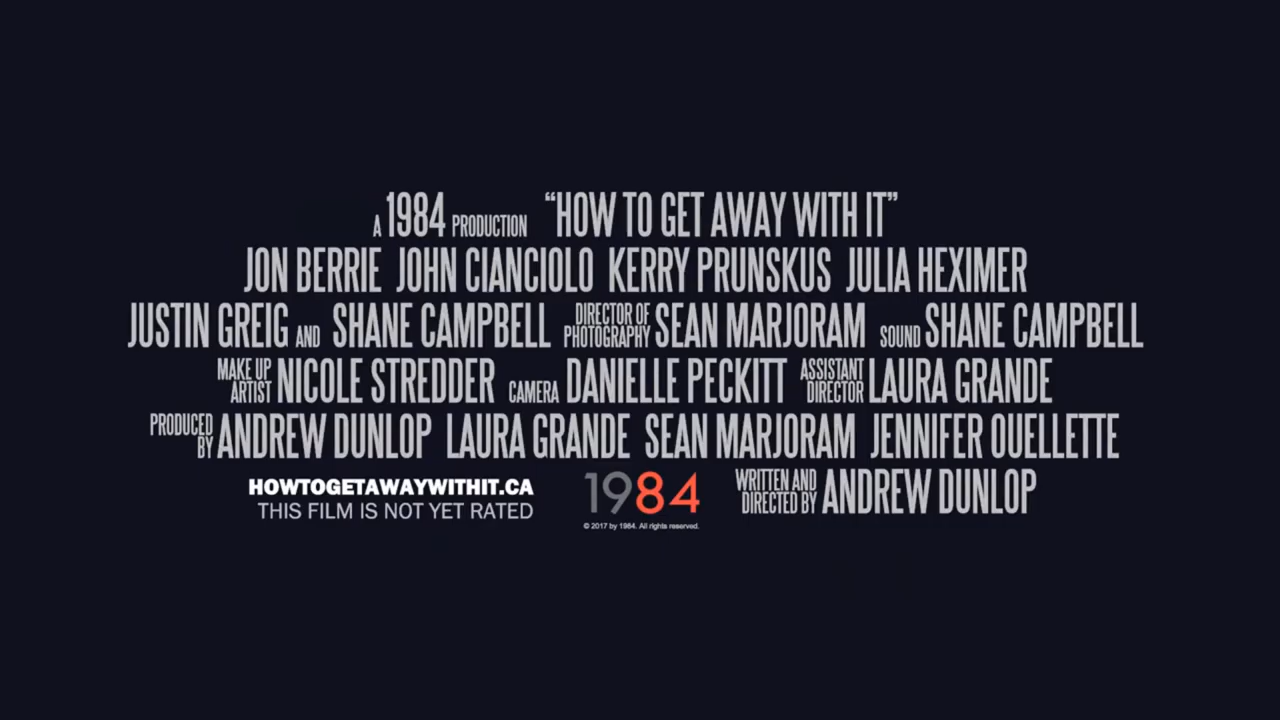 A 1984 PRODUCTION “HOW TO GET AWAY WITH IT”
JON BERRIE JOHN CIANCIOLO KERRY PRUNSKUS JULIA HEXIMER
JUSTIN GREIG AND SHANE CAMPBELL DIRECTOR OF PHOTOGRAPHY SEAN MARJORAM SOUND SHANE CAMPBELL
MAKE UP ARTIST NICOLE STREDDER CAMERA DANIELLE PECKITT ASSISTANT DIRECTOR LAURA GRANDE
PRODUCED BY ANDREW DUNLOP LAURA GRANDE SEAN MARJORAM JENNIFER OUELLETTE
HOWTOGETAWAYWITHIT.CA
THIS FILM IS NOT YET RATED
1984
© 2017 by 1984. All rights reserved.
WRITTEN AND DIRECTED BY ANDREW DUNLOP